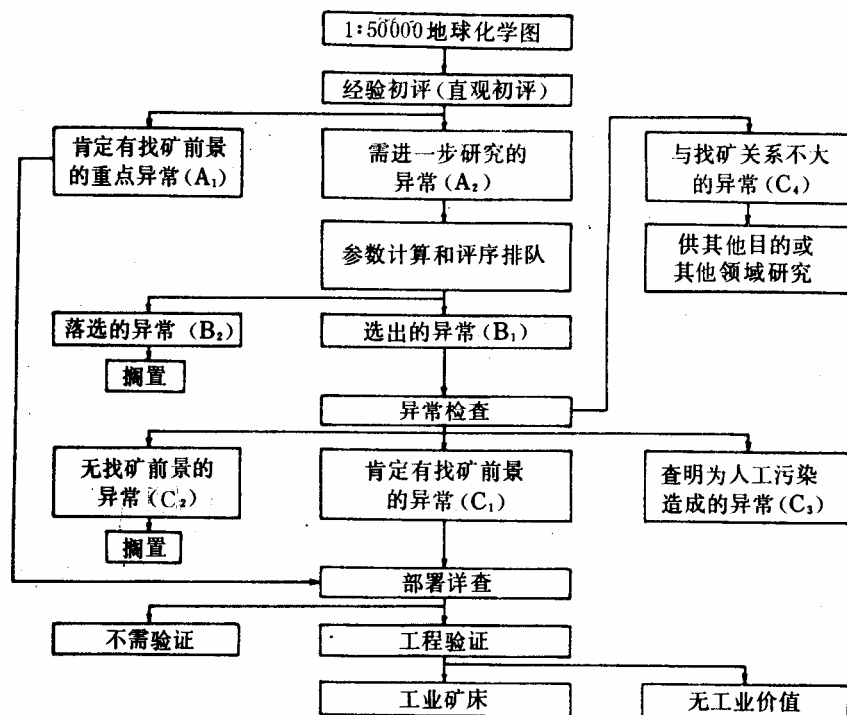 1:50000地球化学图
经验初评(直观初评)
肯定有找矿前景
的重点异常(A₁)
需进一步研究的
异常(A₂)
与找矿关系不大
的异常(C₄)
参数计算和评序排队
供其他目的或
其他领域研究
落选的异常(B₂)
选出的异常(B₁)
搁置
异常检查
无找矿前景的
异常(C₂)
肯定有找矿前景
的异常(C₁)
查明为人工污染
造成的异常(C₃)
搁置
部署详查
不需验证
工程验证
工业矿床
无工业价值